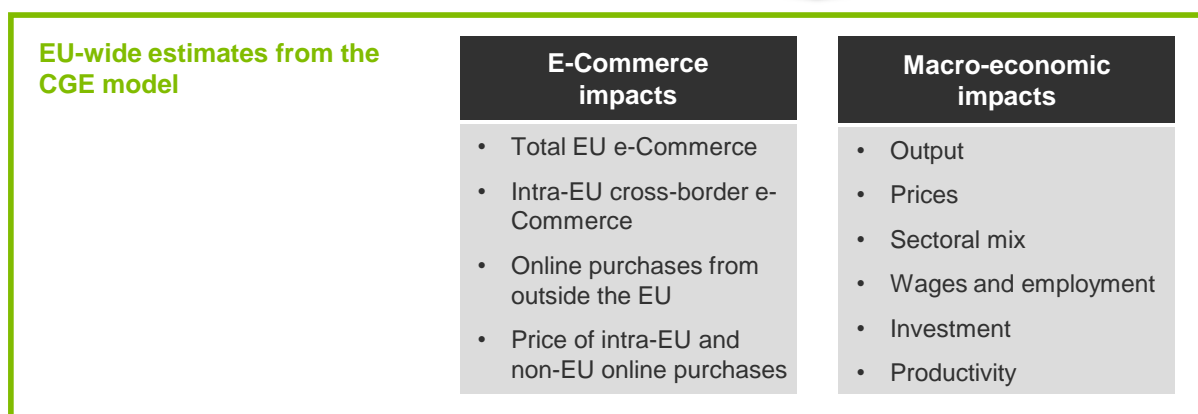 EU-wide estimates from the
CGE model
E-Commerce
impacts
• Total EU e-Commerce
• Intra-EU cross-border e-
Commerce
• Online purchases from
outside the EU
• Price of intra-EU and
non-EU online purchases
Macro-economic
impacts
• Output
• Prices
• Sectoral mix
• Wages and employment
• Investment
• Productivity